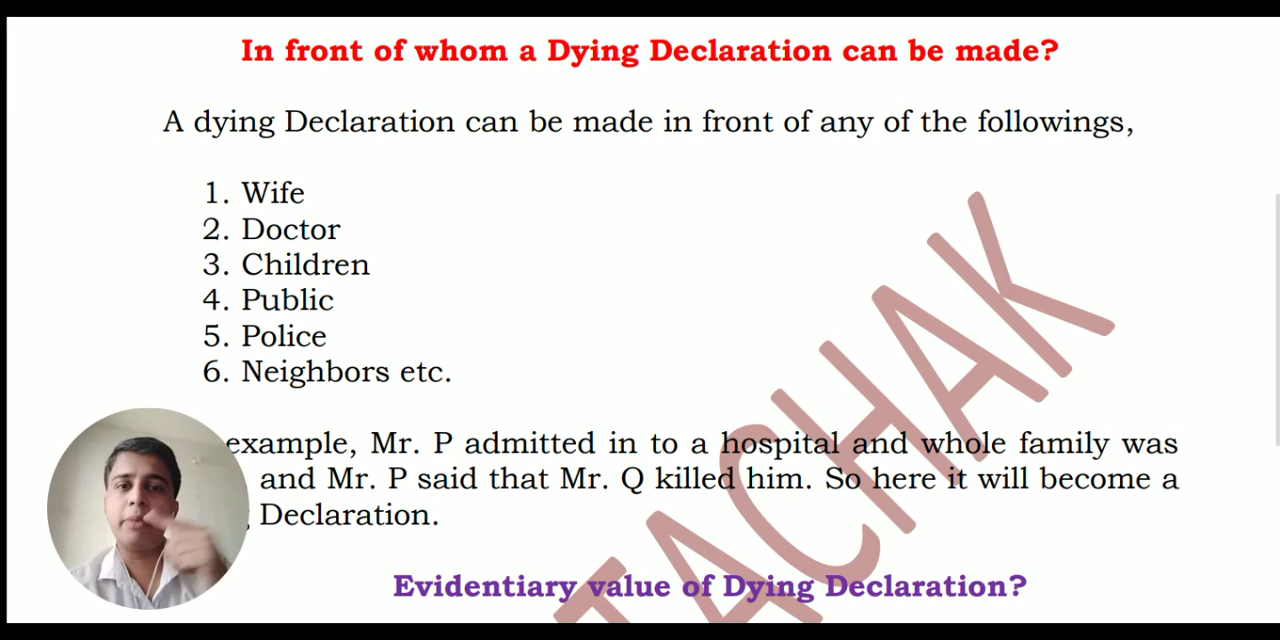 In front of whom a Dying Declaration can be made?
A dying Declaration can be made in front of any of the followings,
1. Wife
2. Doctor
3. Children
4. Public
5. Police
6. Neighbors etc.
example, Mr. P admitted in to a hospital and whole family was
and Mr. P said that Mr. Q killed him. So here it will become a
Declaration.
Evidentiary value of Dying Declaration?
TACHAK